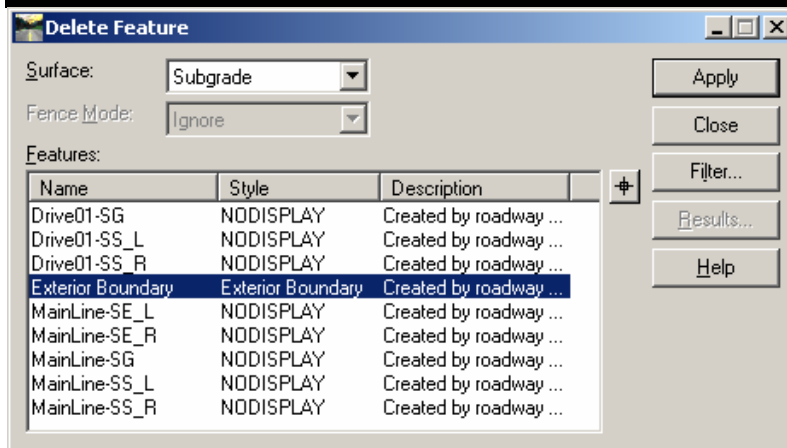 Delete Feature
Surface: Subgrade Apply
Fence Mode: Ignore Close
Features: Filter...
Name Style Description
Drive01-SG NODISPLAY Created by roadway ... Results...
Drive01-SS_L NODISPLAY Created by roadway ...
Drive01-SS_R NODISPLAY Created by roadway ... Help
Exterior Boundary Exterior Boundary Created by roadway ...
MainLine-SE_L NODISPLAY Created by roadway ...
MainLine-SE_R NODISPLAY Created by roadway ...
MainLine-SG NODISPLAY Created by roadway ...
MainLine-SS_L NODISPLAY Created by roadway ...
MainLine-SS_R NODISPLAY Created by roadway ...